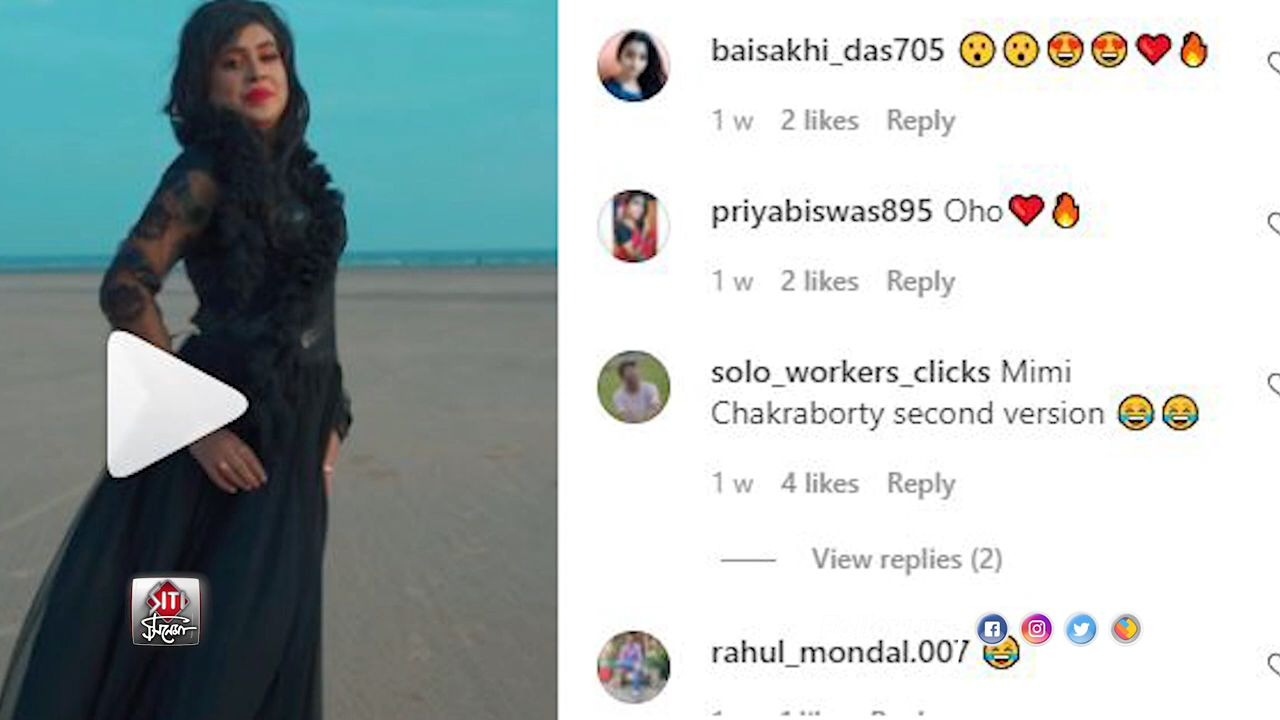 baisakhi_das705 😮😮😍😍❤️🔥
1 w 2 likes Reply
priyabiswas895 Oho❤️🔥
1 w 2 likes Reply
solo_workers_clicks Mimi
Chakraborty second version 😂😂
1 w 4 likes Reply
View replies (2)
SITI
সিনেমা
rahul_mondal.007 😂